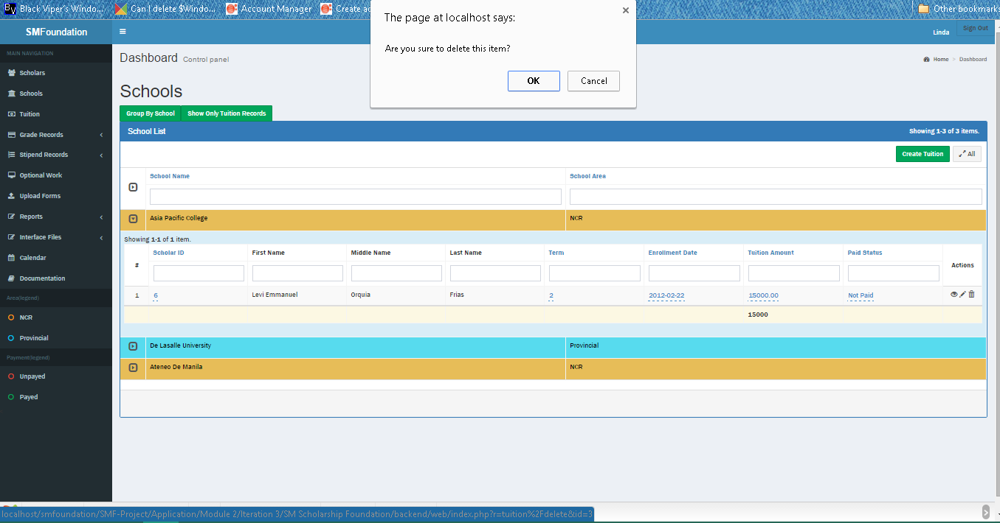 Black Viper's Windo... Can I delete $Windo... Account Manager Create ac Other bookmarks
The page at localhost says:
Are you sure to delete this item?
OK Cancel
SMFoundation Linda Sign Out
MAIN NAVIGATION
Scholars
Schools
Tuition
Grade Records
Stipend Records
Optional Work
Upload Forms
Reports
Interface Files
Calendar
Documentation
Area(legend)
NCR
Provincial
Payment(legend)
Unpayed
Payed
Dashboard Control panel Home > Dashboard
Schools
Group By School Show Only Tuition Records
School List Showing 1-3 of 3 items.
Create Tuition All
School Name School Area
Asia Pacific College NCR
Showing 1-1 of 1 item.
# Scholar ID First Name Middle Name Last Name Term Enrollment Date Tuition Amount Paid Status Actions
1 6 Levi Emmanuel Orquia Frias 2 2012-02-22 15000.00 Not Paid
15000
De Lasalle University Provincial
Ateneo De Manila NCR
localhost/smfoundation/SMF-Project/Application/Module 2/Iteration 3/SM Scholarship Foundation/backend/web/index.php?r=tuition%2Fdelete&id=3